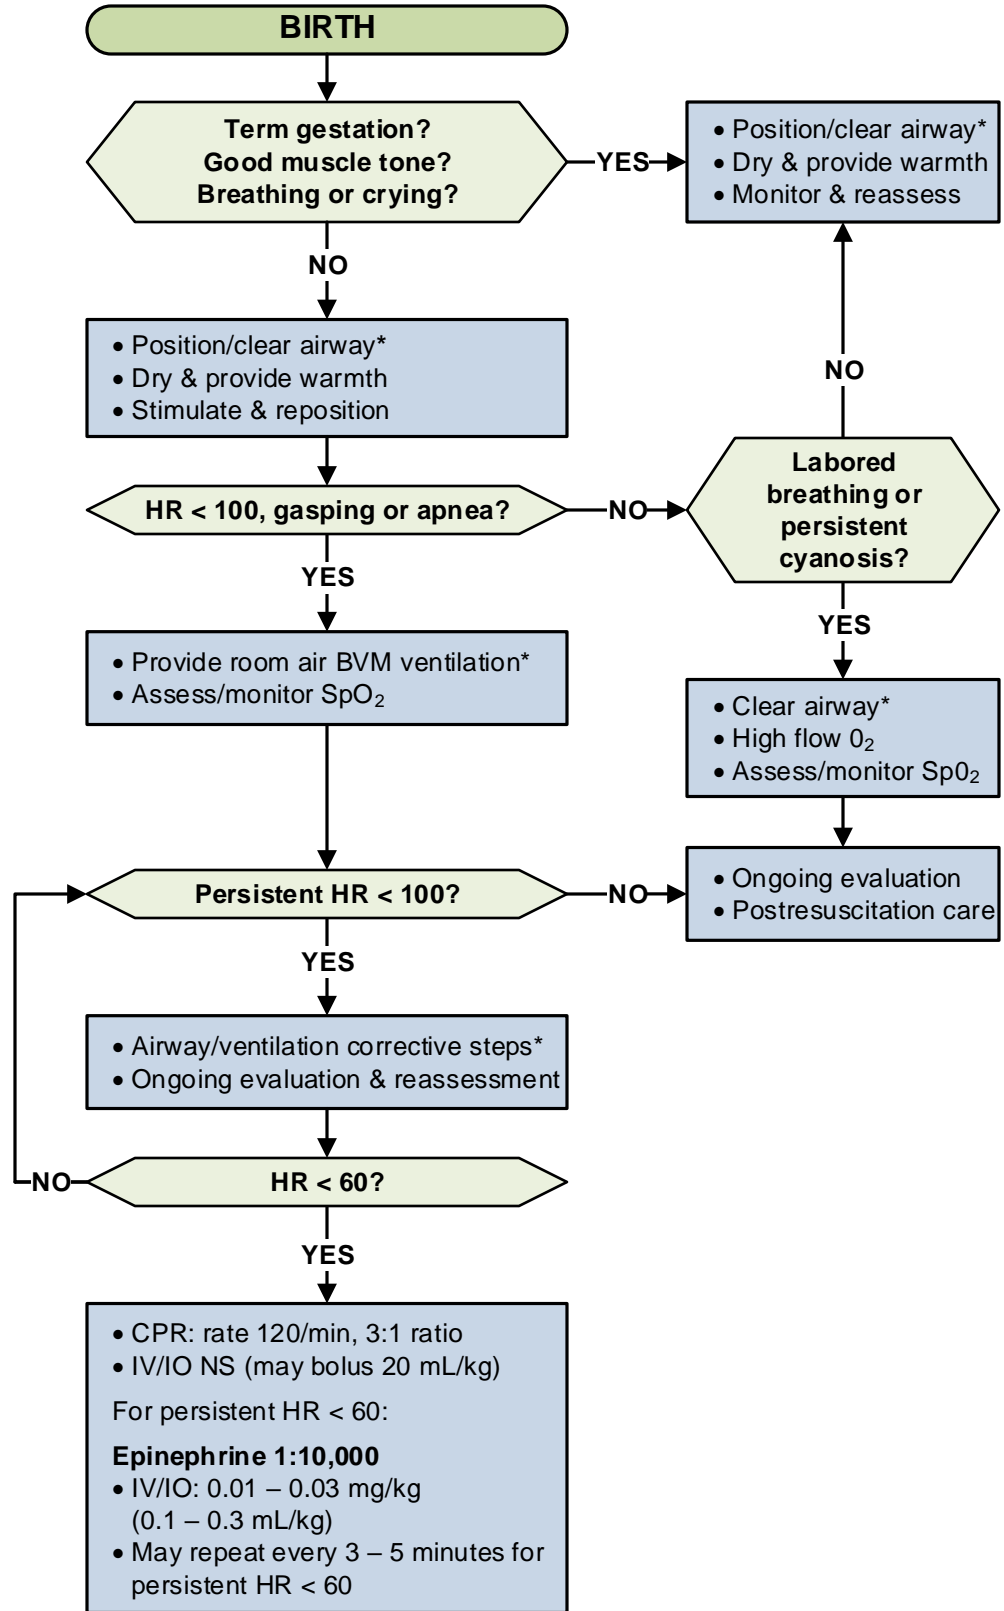 BIRTH
Term gestation?
Good muscle tone?
Breathing or crying?
YES
• Position/clear airway*
• Dry & provide warmth
• Monitor & reassess
NO
• Position/clear airway*
• Dry & provide warmth
• Stimulate & reposition
NO
HR < 100, gasping or apnea?
NO
Labored
breathing or
persistent
cyanosis?
YES
YES
• Provide room air BVM ventilation*
• Assess/monitor SpO₂
• Clear airway*
• High flow 0₂
• Assess/monitor Sp0₂
Persistent HR < 100?
NO
• Ongoing evaluation
• Postresuscitation care
YES
• Airway/ventilation corrective steps*
• Ongoing evaluation & reassessment
NO
HR < 60?
YES
• CPR: rate 120/min, 3:1 ratio
• IV/IO NS (may bolus 20 mL/kg)
For persistent HR < 60:
Epinephrine 1:10,000
• IV/IO: 0.01 – 0.03 mg/kg
(0.1 – 0.3 mL/kg)
• May repeat every 3 – 5 minutes for
persistent HR < 60